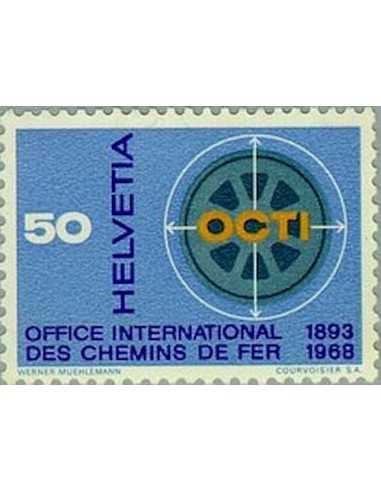 50
HELVETIA
OCTI
OFFICE INTERNATIONAL 1893
DES CHEMINS DE FER 1968
WERNER MUEHLEMANN COURVOISIER S.A.